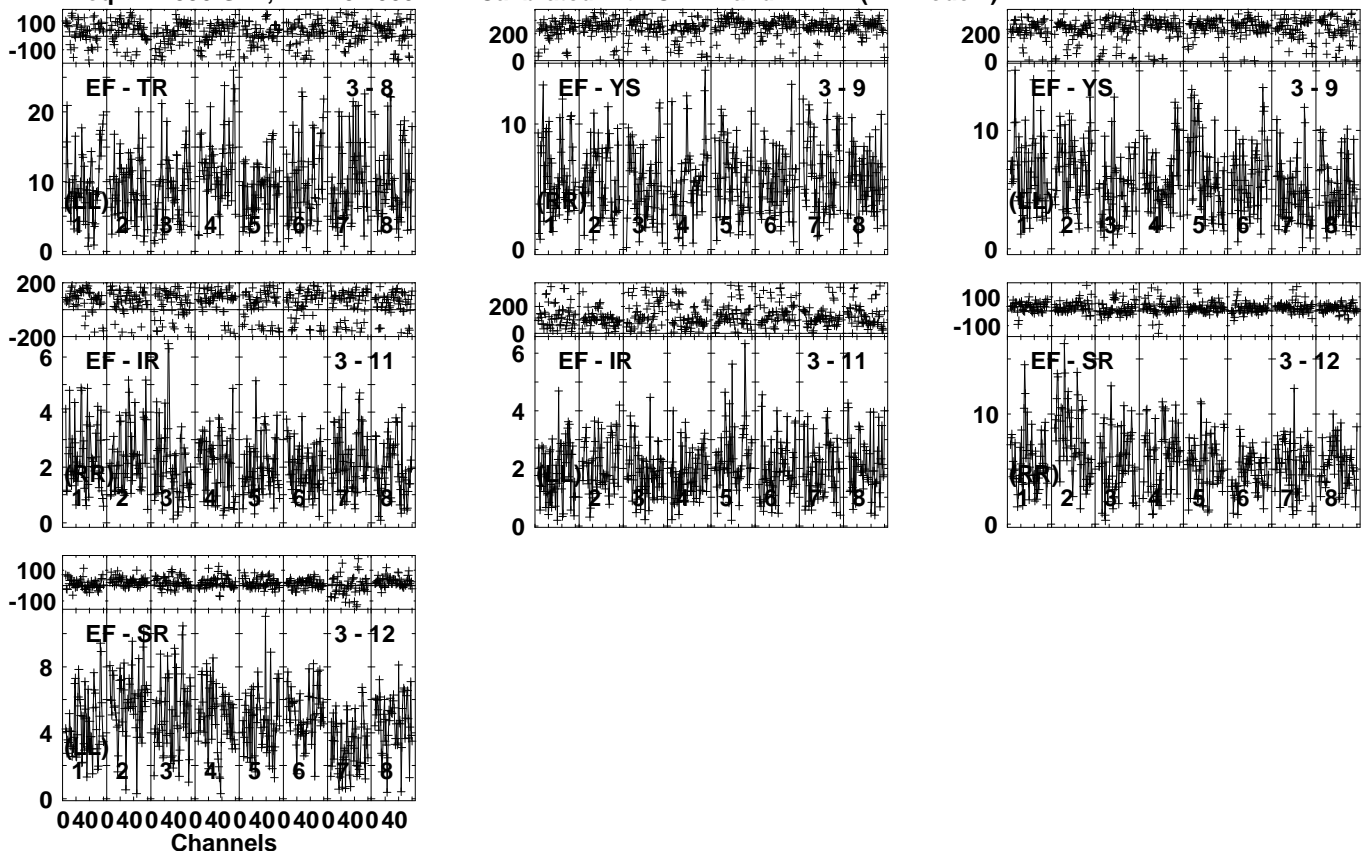 100
-100
EF - TR 3 - 8
20
10
(LL)
1 2 3 4 5 6 7 8
0
200
0
EF - YS 3 - 9
10
(RR)
1 2 3 4 5 6 7 8
0
200
0
EF - YS 3 - 9
10
(LL)
1 2 3 4 5 6 7 8
0
200
-200
EF - IR 3 - 11
6
4
2
(RR)
1 2 3 4 5 6 7 8
0
200
0
EF - IR 3 - 11
6
4
2
(LL)
1 2 3 4 5 6 7 8
0
100
-100
EF - SR 3 - 12
10
(RR)
1 2 3 4 5 6 7 8
0
100
-100
EF - SR 3 - 12
8
4
(LL)
1 2 3 4 5 6 7 8
0
0 40 0 40 0 40 0 40 0 40 0 40 0 40 0 40
Channels